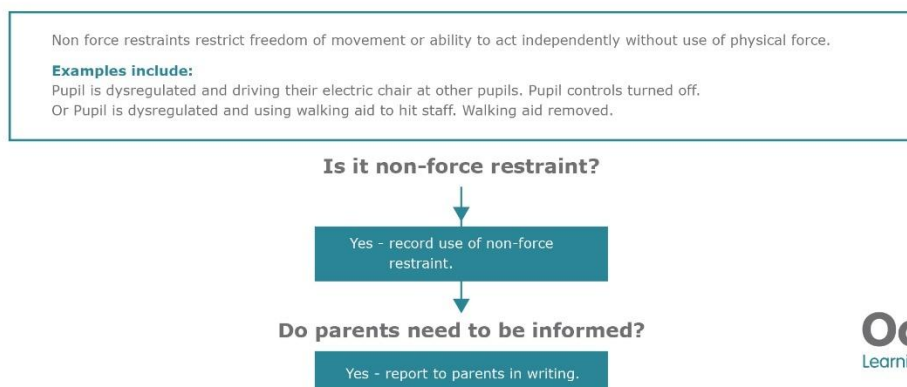 Non force restraints restrict freedom of movement or ability to act independently without use of physical force.
Examples include:
Pupil is dysregulated and driving their electric chair at other pupils. Pupil controls turned off.
Or Pupil is dysregulated and using walking aid to hit staff. Walking aid removed.
Is it non-force restraint?
Yes - record use of non-force
restraint.
Do parents need to be informed?
Yes - report to parents in writing.